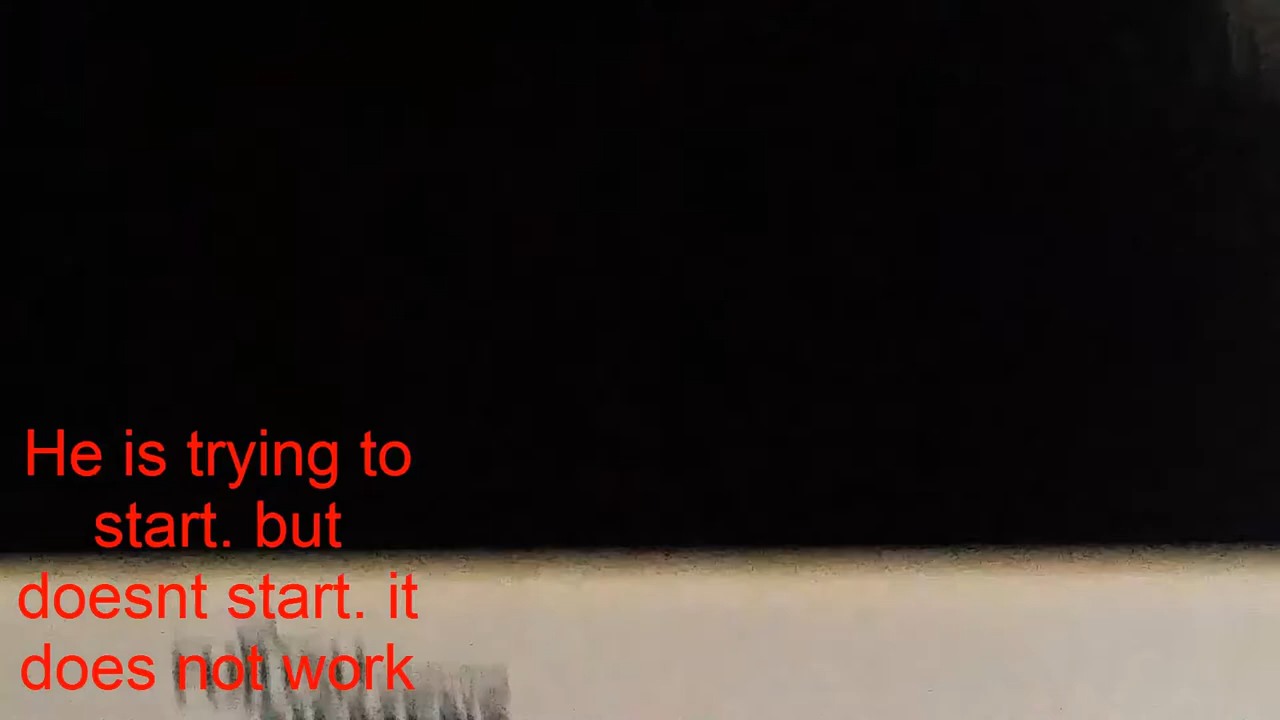 He is trying to
start. but
doesnt start. it
does not work